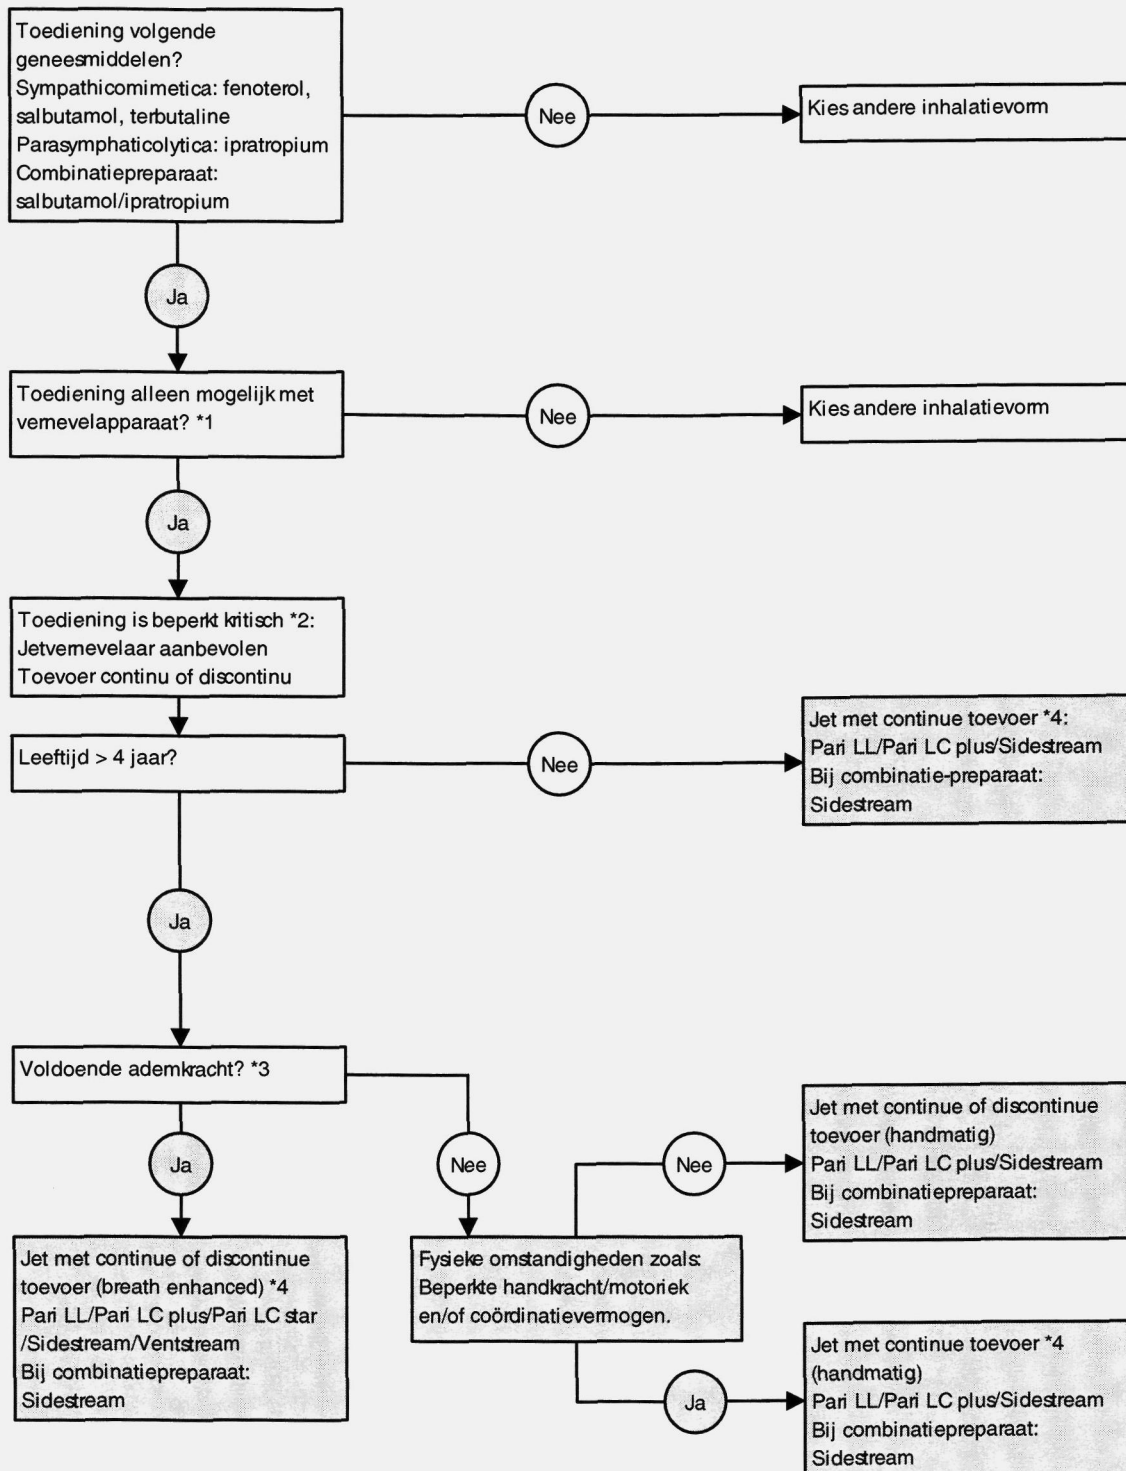 Toediening volgende
geneesmiddelen?
Sympathicomimetica: fenoterol,
salbutamol, terbutaline
Parasymphaticolytica: ipratropium
Combinatiepreparaat:
salbutamol/ipratropium
Nee
Kies andere inhalatievorm
Ja
Toediening alleen mogelijk met
vernevelapparaat? *1
Nee
Kies andere inhalatievorm
Ja
Toediening is beperkt kritisch *2:
Jetvernevelaar aanbevolen
Toevoer continu of discontinu
Leeftijd > 4 jaar?
Nee
Jet met continue toevoer *4:
Pari LL/Pari LC plus/Sidestream
Bij combinatie-preparaat:
Sidestream
Ja
Voldoende ademkracht? *3
Ja
Nee
Nee
Jet met continue of discontinue
toevoer (handmatig)
Pari LL/Pari LC plus/Sidestream
Bij combinatiepreparaat:
Sidestream
Jet met continue of discontinue
toevoer (breath enhanced) *4
Pari LL/Pari LC plus/Pari LC star
/Sidestream/Ventstream
Bij combinatiepreparaat:
Sidestream
Fysieke omstandigheden zoals:
Beperkte handkracht/motoriek
en/of coördinatievermogen.
Ja
Jet met continue toevoer *4
(handmatig)
Pari LL/Pari LC plus/Sidestream
Bij combinatiepreparaat:
Sidestream